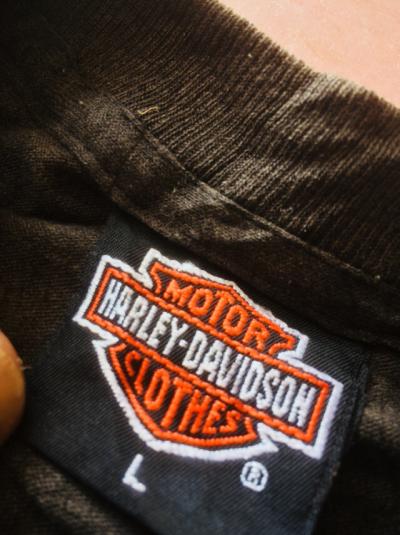 MOTOR
HARLEY-DAVIDSON
CLOTHES
L ®